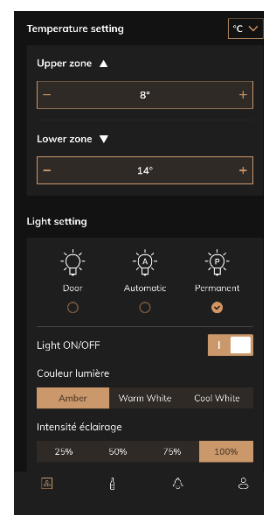 Temperature setting °C
Upper zone ▲
− 8° +
Lower zone ▼
− 14° +
Light setting
A P
Door Automatic Permanent
Light ON/OFF I
Couleur lumière
Amber Warm White Cool White
Intensité éclairage
25% 50% 75% 100%